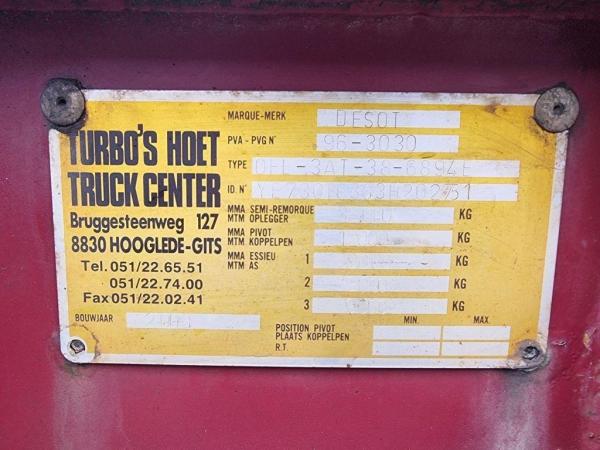 TURBO'S HOET
TRUCK CENTER
Bruggesteenweg 127
8830 HOOGLEDE-GITS
Tel. 051/22.65.51
051/22.74.00
Fax 051/22.02.41
BOUWJAAR
MARQUE-MERK DESOT
PVA - PVG N° 96-3030
TYPE
ID. N°
MMA SEMI-REMORQUE
MTM OPLEGGER KG
MMA PIVOT
MTM. KOPPELPEN KG
MMA ESSIEU
MTM AS 1 KG
2 KG
3 KG
MIN. MAX.
POSITION PIVOT
PLAATS KOPPELPEN
R.T.